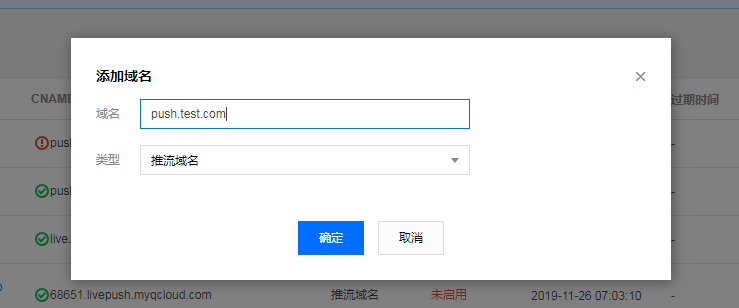 添加域名
CNAME
过期时间
域名 push.test.com
push
-
类型 推流域名
push
-
live.
-
确定 取消
68651.livepush.myqcloud.com 推流域名 未启用 2019-11-26 07:03:10 -